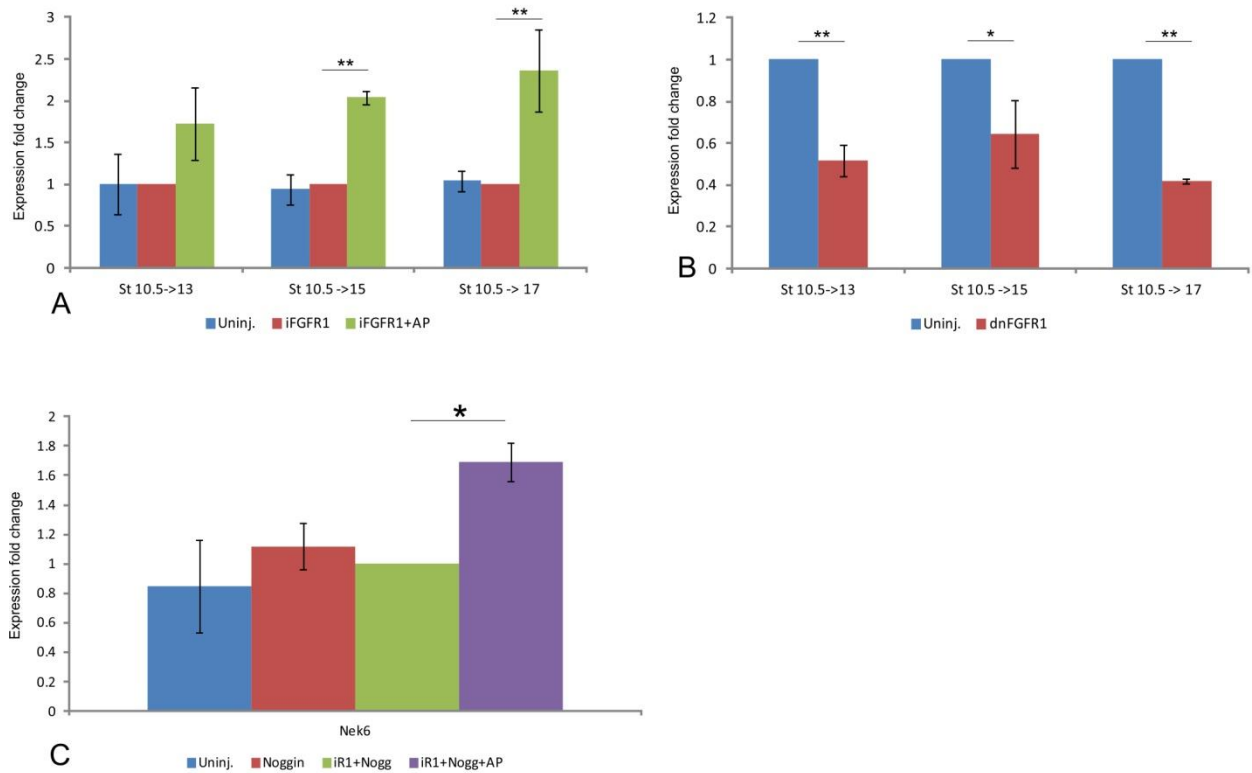 3
2.5
2
1.5
1
0.5
0
Expression fold change
**
**
St 10.5->13 St 10.5 ->15 St 10.5 -> 17
A
Uninj. iFGFR1 iFGFR1+AP
1.2
1
0.8
0.6
0.4
0.2
0
Expression fold change
** * **
St 10.5->13 St 10.5 ->15 St 10.5 -> 17
B
Uninj. dnFGFR1
2
1.8
1.6
1.4
1.2
1
0.8
0.6
0.4
0.2
0
Expression fold change
*
Nek6
C
Uninj. Noggin iR1+Nogg iR1+Nogg+AP